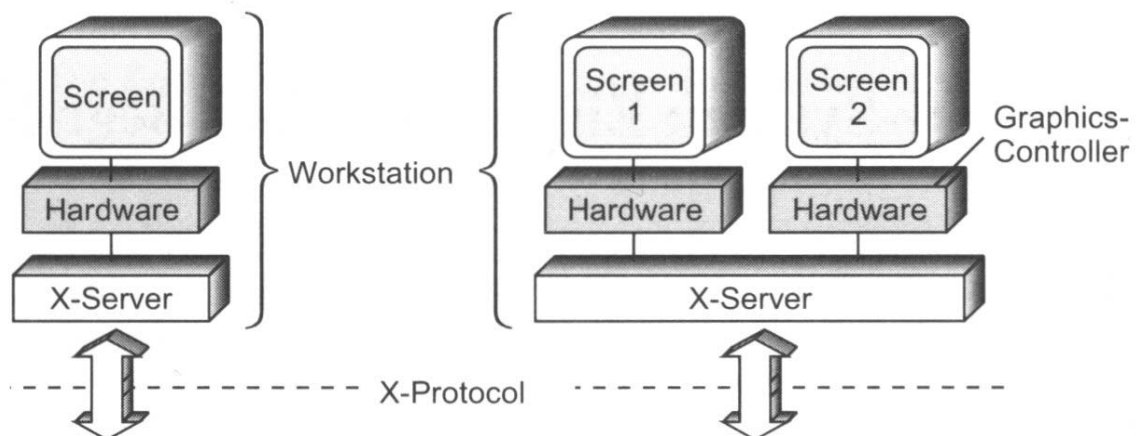 Screen
Screen
1
Screen
2
Graphics-
Controller
Workstation
Hardware
Hardware
Hardware
X-Server
X-Server
X-Protocol